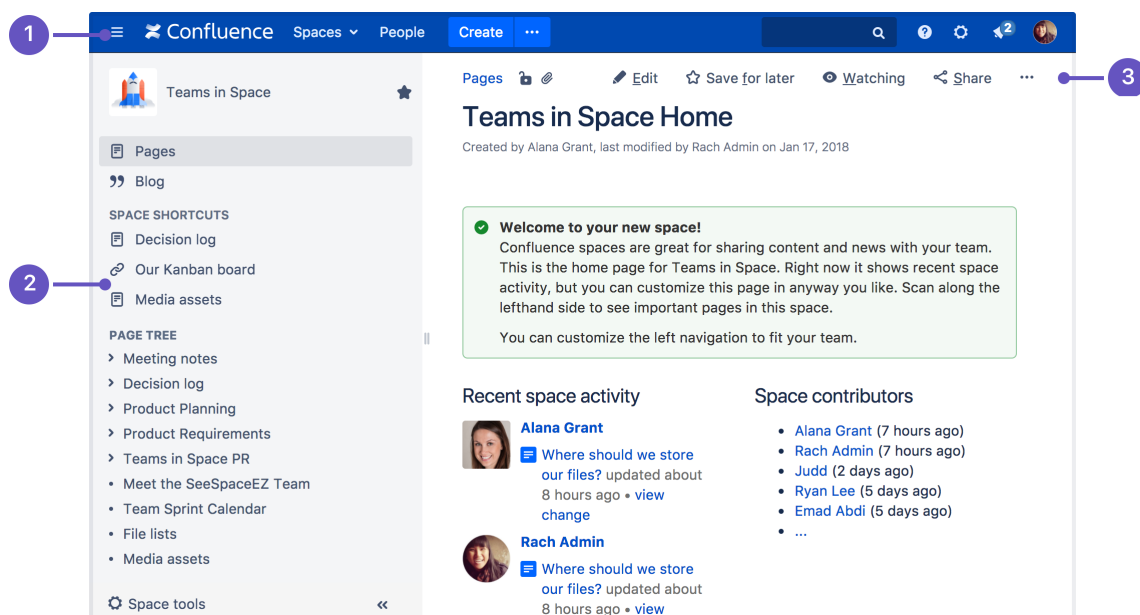 1
Confluence Spaces People Create ... 2
Teams in Space
Pages
Blog
SPACE SHORTCUTS
Decision log
Our Kanban board
Media assets
2
PAGE TREE
Meeting notes
Decision log
Product Planning
Product Requirements
Teams in Space PR
Meet the SeeSpaceEZ Team
Team Sprint Calendar
File lists
Media assets
Space tools
Pages Edit Save for later Watching Share ...
3
Teams in Space Home
Created by Alana Grant, last modified by Rach Admin on Jan 17, 2018
Welcome to your new space!
Confluence spaces are great for sharing content and news with your team.
This is the home page for Teams in Space. Right now it shows recent space
activity, but you can customize this page in anyway you like. Scan along the
lefthand side to see important pages in this space.
You can customize the left navigation to fit your team.
Recent space activity
Alana Grant
Where should we store
our files? updated about
8 hours ago • view
change
Rach Admin
Where should we store
our files? updated about
8 hours ago • view
Space contributors
• Alana Grant (7 hours ago)
• Rach Admin (7 hours ago)
• Judd (2 days ago)
• Ryan Lee (5 days ago)
• Emad Abdi (5 days ago)
• ...